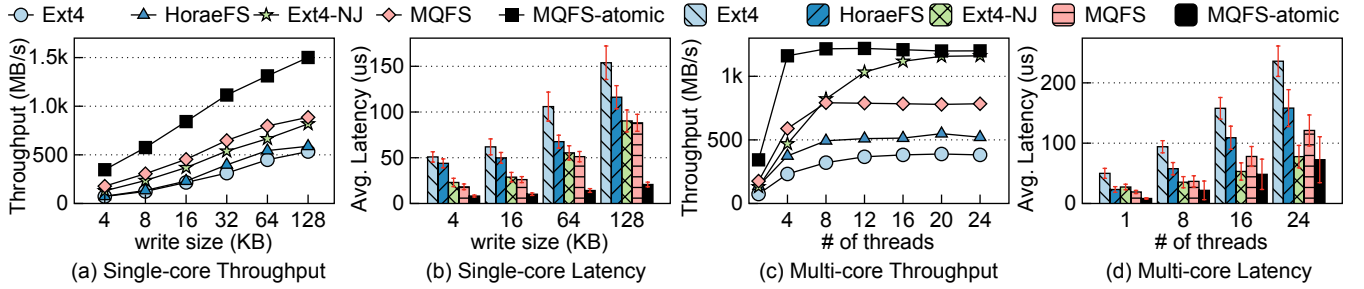 Ext4 HoraeFS Ext4-NJ MQFS MQFS-atomic Ext4 HoraeFS Ext4-NJ MQFS MQFS-atomic
Throughput (MB/s)
1.5k
1.0k
500
0
4 8 16 32 64 128
write size (KB)
(a) Single-core Throughput
Avg. Latency (us)
150
100
50
0
4 16 64 128
write size (KB)
(b) Single-core Latency
Throughput (MB/s)
1k
500
0
4 8 12 16 20 24
# of threads
(c) Multi-core Throughput
Avg. Latency (us)
200
100
0
1 8 16 24
# of threads
(d) Multi-core Latency